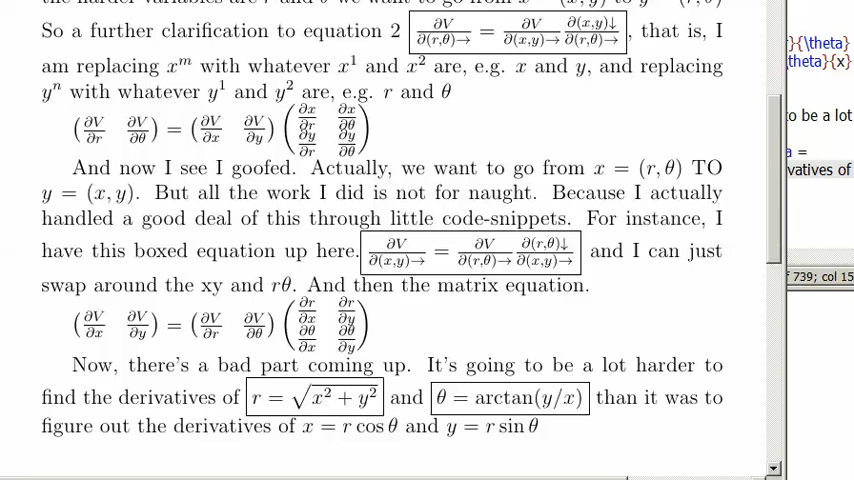 So a further clarification to equation 2 ∂V/∂(r,θ)→ = ∂V/∂(x,y)→ ∂(x,y)↓/∂(r,θ)→ , that is, I
am replacing x^m with whatever x^1 and x^2 are, e.g. x and y, and replacing
y^n with whatever y^1 and y^2 are, e.g. r and θ
(∂V/∂r ∂V/∂θ) = (∂V/∂x ∂V/∂y) (∂x/∂r ∂x/∂θ
∂y/∂r ∂y/∂θ)
And now I see I goofed. Actually, we want to go from x = (r, θ) TO
y = (x, y). But all the work I did is not for naught. Because I actually
handled a good deal of this through little code-snippets. For instance, I
have this boxed equation up here. ∂V/∂(x,y)→ = ∂V/∂(r,θ)→ ∂(r,θ)↓/∂(x,y)→ and I can just
swap around the xy and rθ. And then the matrix equation.
(∂V/∂x ∂V/∂y) = (∂V/∂r ∂V/∂θ) (∂r/∂x ∂r/∂y
∂θ/∂x ∂θ/∂y)
Now, there's a bad part coming up. It's going to be a lot harder to
find the derivatives of r = √(x² + y²) and θ = arctan(y/x) than it was to
figure out the derivatives of x = r cos θ and y = r sin θ
}{\theta}
\theta}{x}
o be a lot
a =
vatives of
739; col 15